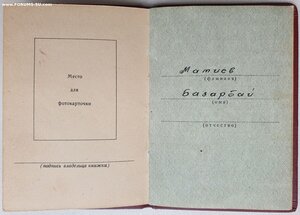 www.FORUMS-SU.com
Место
для
фотокарточки
(подпись владельца книжки)
Матиев
(фамилия)
Базарбай
(имя)
(отчество)